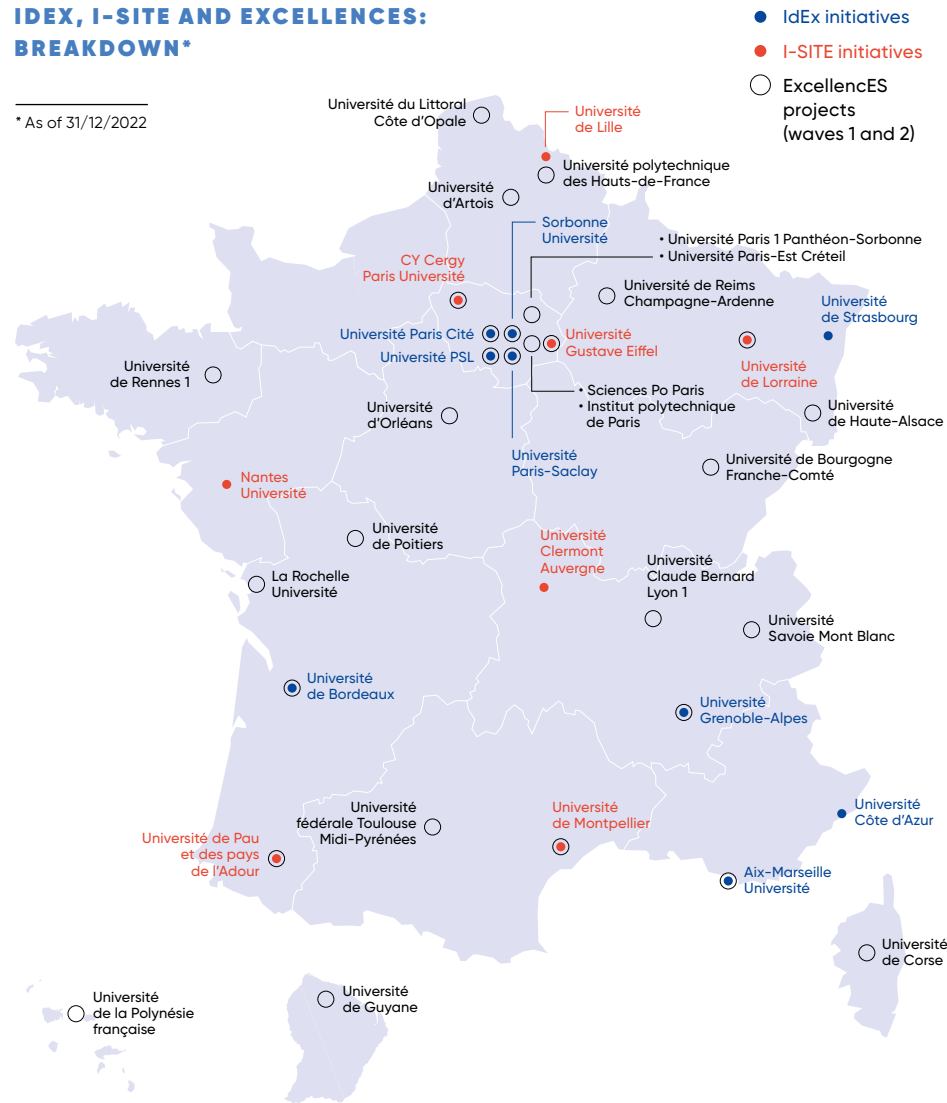 IDEX, I-SITE AND EXCELLENCES:
BREAKDOWN*
* As of 31/12/2022
IdEx initiatives
I-SITE initiatives
ExcellencES
projects
(waves 1 and 2)
Université du Littoral
Côte d'Opale
Université
de Lille
Université polytechnique
des Hauts-de-France
Université
d'Artois
Sorbonne
Université
• Université Paris 1 Panthéon-Sorbonne
• Université Paris-Est Créteil
CY Cergy
Paris Université
Université de Reims
Champagne-Ardenne
Université
de Strasbourg
Université Paris Cité
Université PSL
Université
Gustave Eiffel
Université
de Lorraine
Université
de Rennes 1
• Sciences Po Paris
• Institut polytechnique
de Paris
Université
d'Orléans
Université
de Haute-Alsace
Université
Paris-Saclay
Université de Bourgogne
Franche-Comté
Nantes
Université
Université
de Poitiers
Université
Clermont
Auvergne
La Rochelle
Université
Université
Claude Bernard
Lyon 1
Université
Savoie Mont Blanc
Université
de Bordeaux
Université
Grenoble-Alpes
Université
fédérale Toulouse
Midi-Pyrénées
Université
de Montpellier
Université
Côte d'Azur
Université de Pau
et des pays
de l'Adour
Aix-Marseille
Université
Université
de Corse
Université
de la Polynésie
française
Université
de Guyane